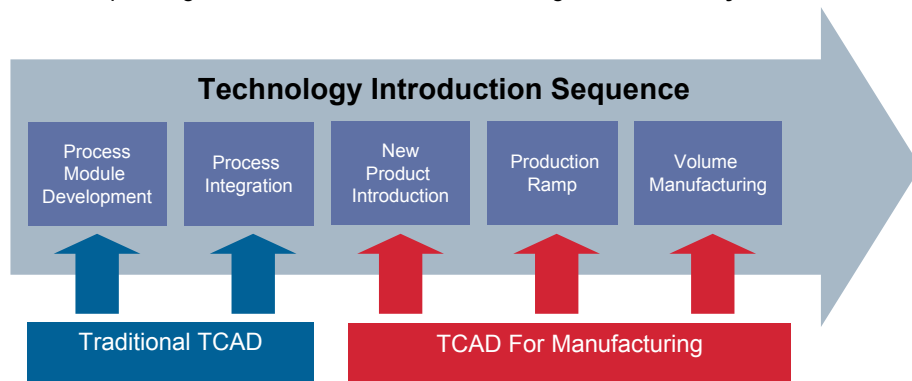 Technology Introduction Sequence
Process
Module
Development
Process
Integration
New
Product
Introduction
Production
Ramp
Volume
Manufacturing
Traditional TCAD
TCAD For Manufacturing